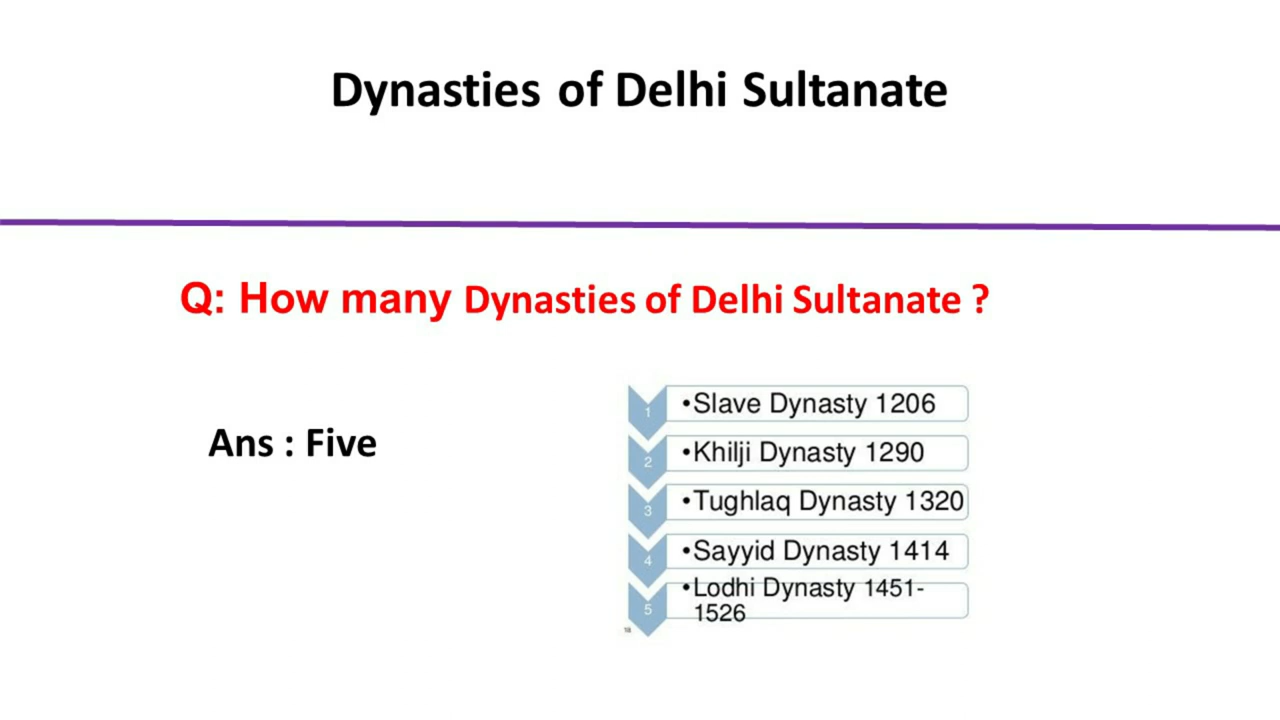 Dynasties of Delhi Sultanate
Q: How many Dynasties of Delhi Sultanate ?
Ans : Five
1 •Slave Dynasty 1206
2 •Khilji Dynasty 1290
3 •Tughlaq Dynasty 1320
4 •Sayyid Dynasty 1414
5 •Lodhi Dynasty 1451-
1526